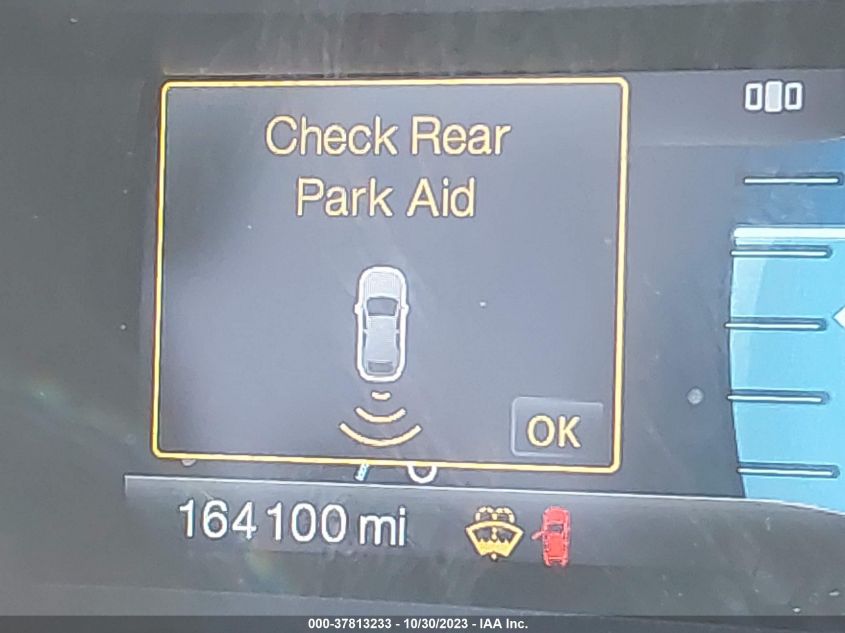 Check Rear
Park Aid
OK
164100 mi
000-37813233 - 10/30/2023 - IAA Inc.